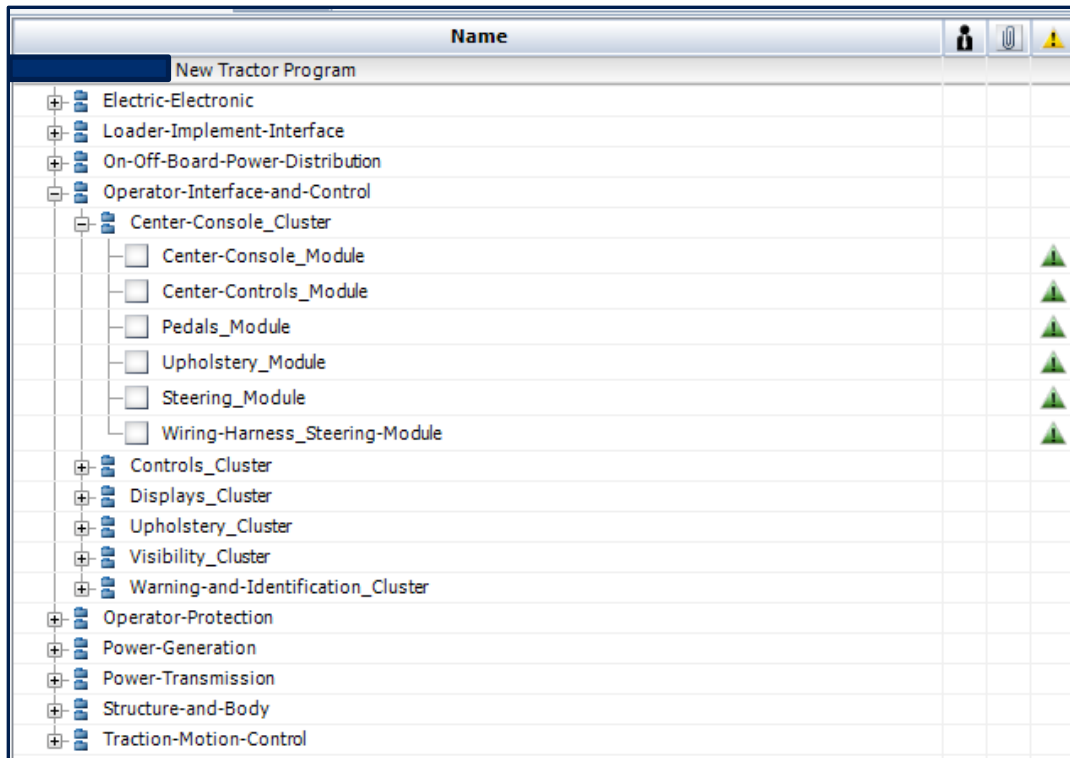 Name
New Tractor Program
Electric-Electronic
Loader-Implement-Interface
On-Off-Board-Power-Distribution
Operator-Interface-and-Control
Center-Console_Cluster
Center-Console_Module
Center-Controls_Module
Pedals_Module
Upholstery_Module
Steering_Module
Wiring-Harness_Steering-Module
Controls_Cluster
Displays_Cluster
Upholstery_Cluster
Visibility_Cluster
Warning-and-Identification_Cluster
Operator-Protection
Power-Generation
Power-Transmission
Structure-and-Body
Traction-Motion-Control